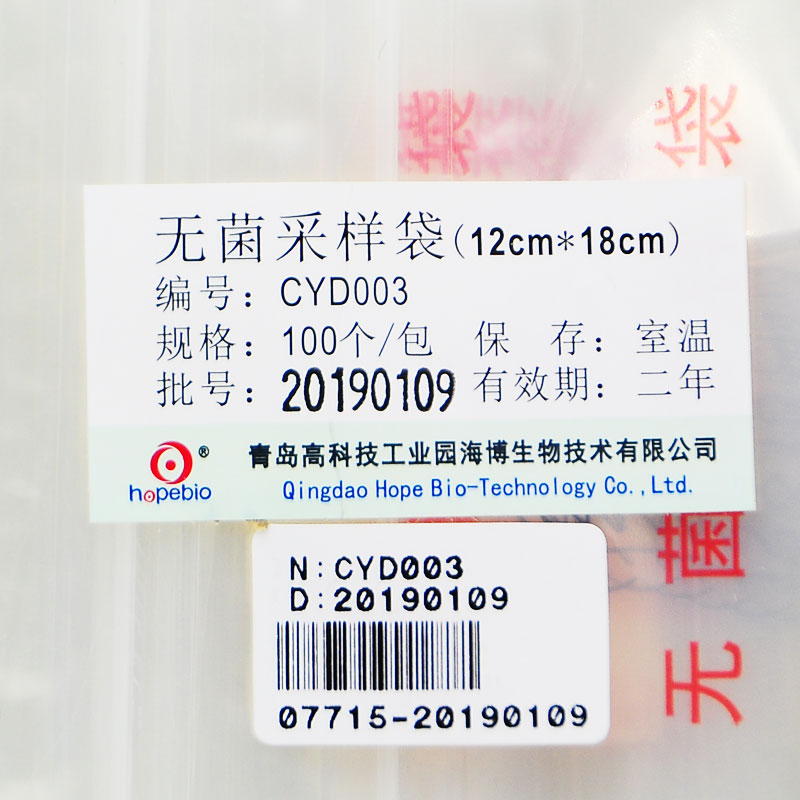 袋
袋
无菌采样袋(12cm*18cm)
编号：CYD003
规格：100个/包 保 存：室温
批号：20190109 有效期：二年
hopebio®
青岛高科技工业园海博生物技术有限公司
Qingdao Hope Bio-Technology Co.,Ltd.
无菌
N:CYD003
D:20190109
07715-20190109